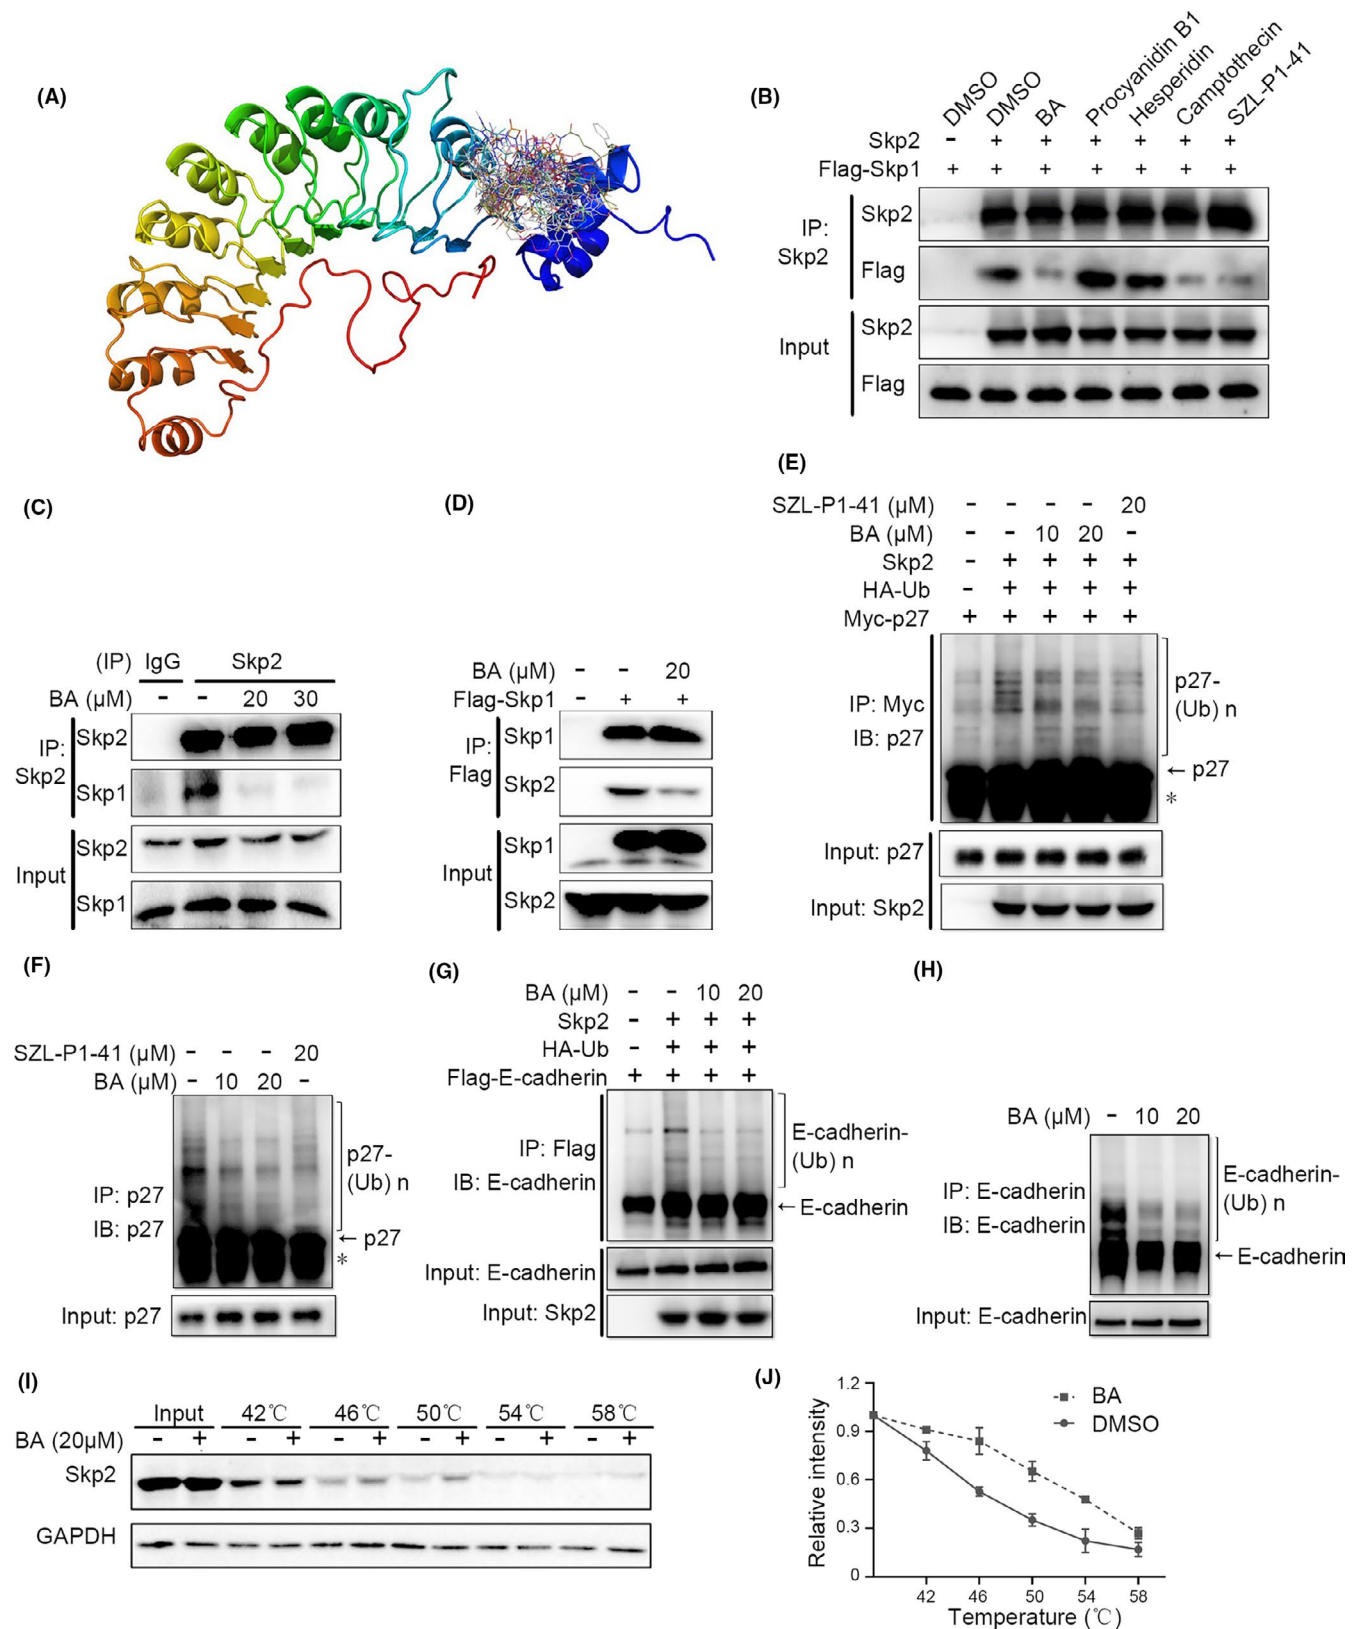 (A)
(B)
DMSO
DMSO
BA
Procyanidin B1
Hesperidin
Camptothecin
SZL-P1-41
Skp2 - + + + + + +
Flag-Skp1 + + + + + + +
IP: Skp2
Skp2
Flag
Input
Skp2
Flag
(C)
(IP) IgG Skp2
BA (μM) - - 20 30
IP: Skp2
Skp2
Skp1
Input
Skp2
Skp1
(D)
BA (μM) - - 20
Flag-Skp1 - + +
IP: Flag
Skp1
Skp2
Input
Skp1
Skp2
(E)
SZL-P1-41 (μM) - - - - 20
BA (μM) - - 10 20 -
Skp2 - + + + +
HA-Ub - + + + +
Myc-p27 + + + + +
IP: Myc
IB: p27
p27-
(Ub) n
← p27
*
Input: p27
Input: Skp2
(F)
SZL-P1-41 (μM) - - - 20
BA (μM) - 10 20 -
IP: p27
IB: p27
p27-
(Ub) n
← p27
*
Input: p27
(G)
BA (μM) - - 10 20
Skp2 - + + +
HA-Ub - + + +
Flag-E-cadherin + + + +
IP: Flag
IB: E-cadherin
E-cadherin-
(Ub) n
← E-cadherin
Input: E-cadherin
Input: Skp2
(H)
BA (μM) - 10 20
IP: E-cadherin
IB: E-cadherin
E-cadherin-
(Ub) n
← E-cadherin
Input: E-cadherin
(I)
Input 42℃ 46℃ 50℃ 54℃ 58℃
BA (20μM) - + - + - + - + - + - +
Skp2
GAPDH
(J)
Relative intensity
1.2
0.9
0.6
0.3
0
BA
DMSO
42 46 50 54 58
Temperature (℃)